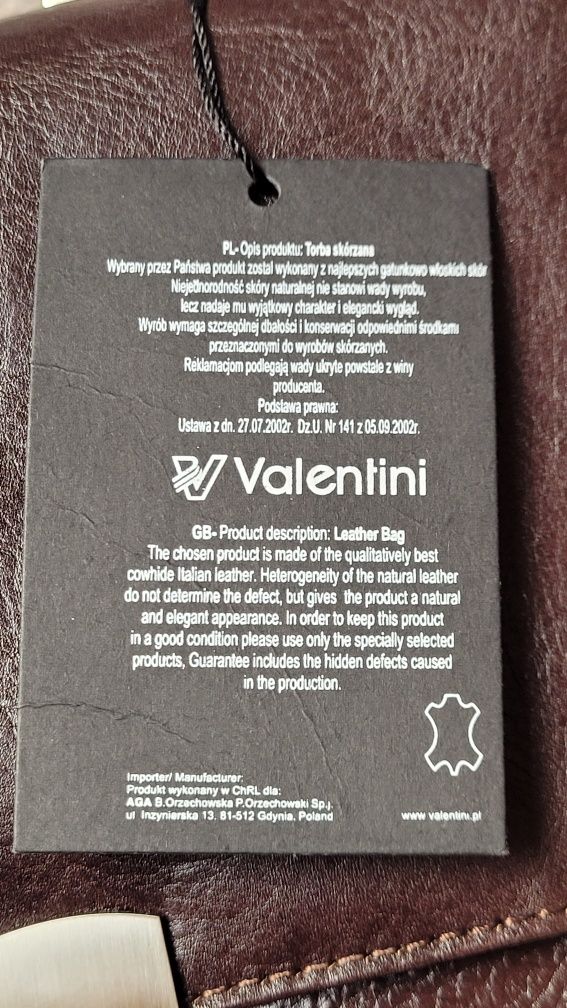 PL- Opis produktu: Torba skórzana
Wybrany przez Państwa produkt został wykonany z najlepszych gatunkowo włoskich skór
Niejednorodność skóry naturalnej nie stanowi wady wyrobu,
lecz nadaje mu wyjątkowy charakter i elegancki wygląd.
Wyrób wymaga szczególnej dbałości i konserwacji odpowiednimi środkami
przeznaczonymi do wyrobów skórzanych.
Reklamacjom podlegają wady ukryte powstałe z winy
producenta.
Podstawa prawna:
Ustawa z dn. 27.07.2002r. Dz.U. Nr 141 z 05.09.2002r.
Valentini
GB- Product description: Leather Bag
The chosen product is made of the qualitatively best
cowhide Italian leather. Heterogeneity of the natural leather
do not determine the defect, but gives the product a natural
and elegant appearance. In order to keep this product
in a good condition please use only the specially selected
products, Guarantee includes the hidden defects caused
in the production.
Importer/ Manufacturer:
Produkt wykonany w ChRL dla:
AGA B.Orzechowska P.Orzechowski Sp.j.
ul Inzynierska 13. 81-512 Gdynia, Poland
www.valentini.pl